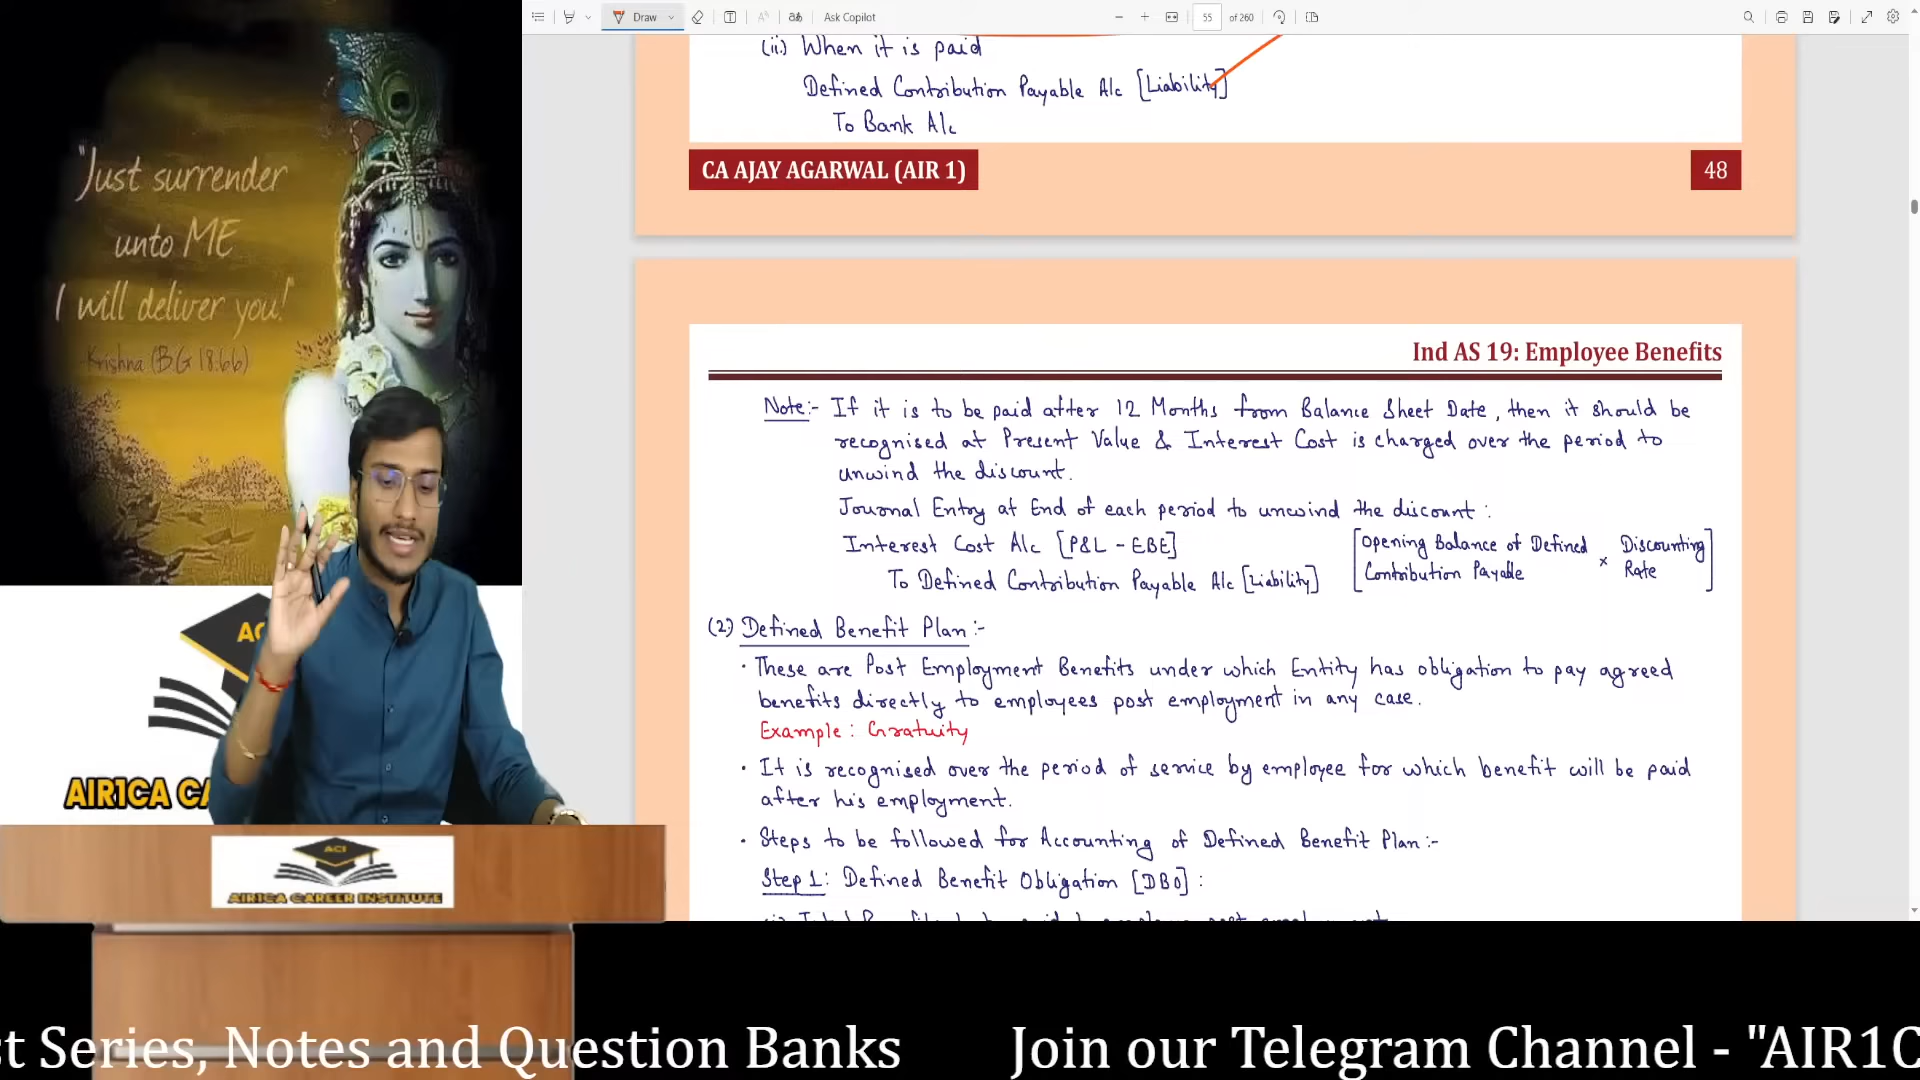 Draw
Ask Copilot
55
of 260
(ii) When it is paid
Defined Contribution Payable A/c [Liability]
To Bank A/c
CA AJAY AGARWAL (AIR 1)
48
Ind AS 19: Employee Benefits
Note:- If it is to be paid after 12 Months from Balance Sheet Date, then it should be
recognised at Present Value & Interest Cost is charged over the period to
unwind the discount.
Journal Entry at End of each period to unwind the discount:
Interest Cost A/c [P&L - EBE]
To Defined Contribution Payable A/c [Liability]
[Opening Balance of Defined Contribution Payable × Discounting Rate]
(2) Defined Benefit Plan:-
• These are Post Employment Benefits under which Entity has obligation to pay agreed
benefits directly to employees post employment in any case.
Example: Gratuity
• It is recognised over the period of service by employee for which benefit will be paid
after his employment.
• Steps to be followed for Accounting of Defined Benefit Plan:-
Step 1: Defined Benefit Obligation [DBO]:
"Just surrender
unto ME
I will deliver you!"
-Krishna (B.G 18:66)
AIR1CA CA
ACI
AIR1CA CAREER INSTITUTE
st Series, Notes and Question Banks
Join our Telegram Channel - "AIR1C